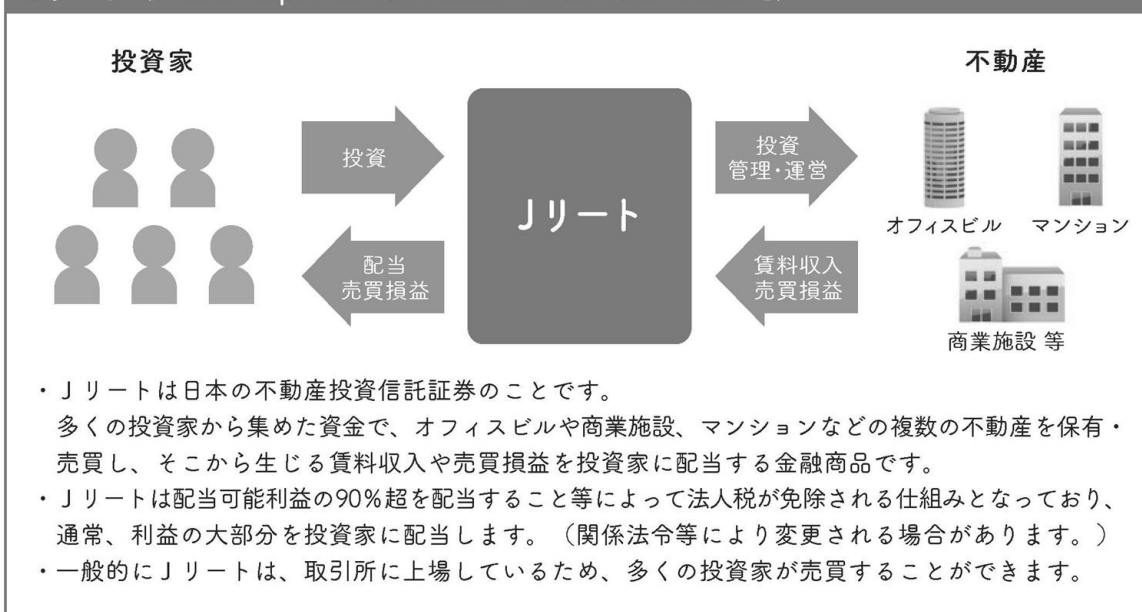 投資家
不動産
投資
Jリート
投資
管理・運営
オフィスビル
マンション
配当
売買損益
賃料収入
売買損益
商業施設 等
・Jリートは日本の不動産投資信託証券のことです。
多くの投資家から集めた資金で、オフィスビルや商業施設、マンションなどの複数の不動産を保有・
売買し、そこから生じる賃料収入や売買損益を投資家に配当する金融商品です。
・Jリートは配当可能利益の90%超を配当すること等によって法人税が免除される仕組みとなっており、
通常、利益の大部分を投資家に配当します。（関係法令等により変更される場合があります。）
・一般的にJリートは、取引所に上場しているため、多くの投資家が売買することができます。